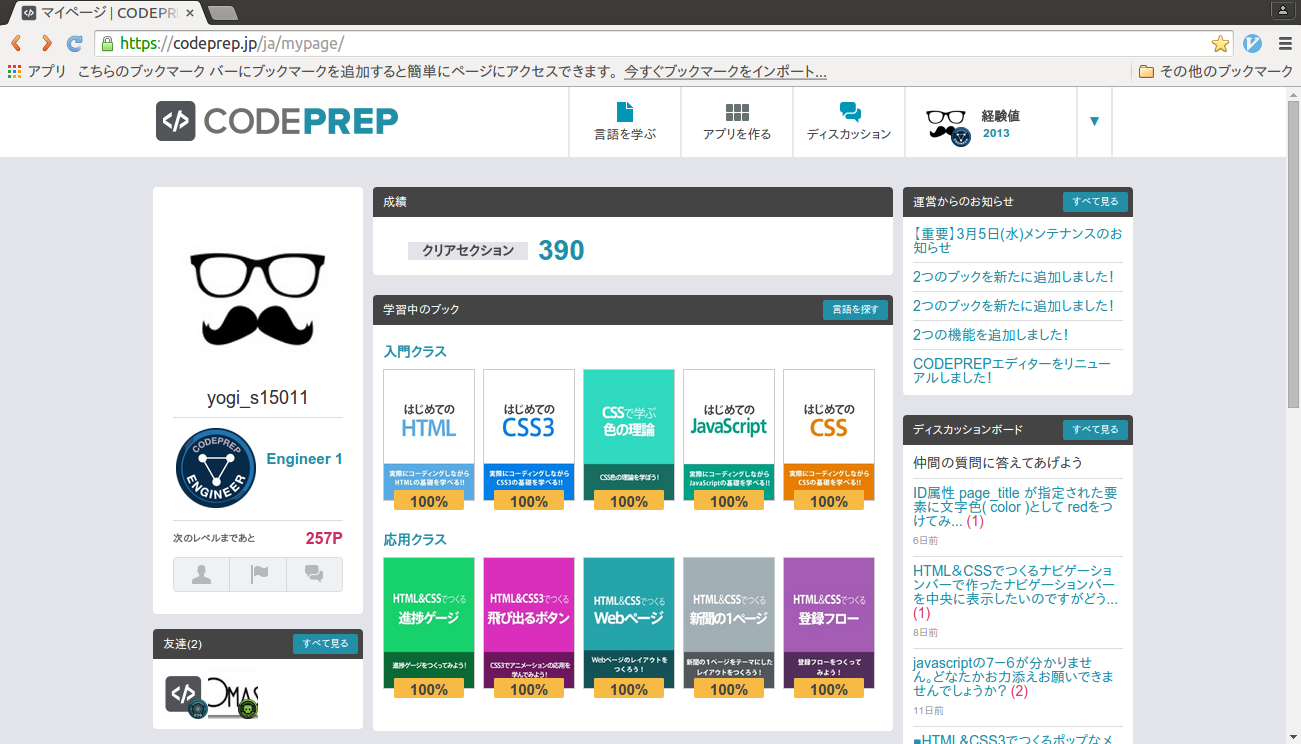 マイページ | CODEPR
https://codeprep.jp/ja/mypage/
アプリ こちらのブックマーク バーにブックマークを追加すると簡単にページにアクセスできます。 今すぐブックマークをインポート...
その他のブックマーク
CODEPREP
言語を学ぶ
アプリを作る
ディスカッション
経験値
2013
yogi_s15011
CODEPREP
ENGINEER
Engineer 1
次のレベルまであと
257P
友達(2)
すべて見る
成績
クリアセクション 390
学習中のブック
言語を探す
入門クラス
はじめての
HTML
実際にコーディングしながら
HTMLの基礎を学べる!!
100%
はじめての
CSS3
実際にコーディングしながら
CSS3の基礎を学べる!!
100%
CSSで学ぶ
色の理論
CSS色の理論を学ぼう!
100%
はじめての
JavaScript
実際にコーディングしながら
JavaScriptの基礎を学べる!!
100%
はじめての
CSS
実際にコーディングしながら
CSSの基礎を学べる!!
100%
応用クラス
HTML&CSSでつくる
進捗ゲージ
進捗ゲージをつくってみよう!
100%
HTML&CSS3でつくる
飛び出るボタン
CSS3でアニメーションの応用を
学んでみよう!
100%
HTML&CSSでつくる
Webページ
Webページのレイアウトを
つくろう!
100%
HTML&CSSでつくる
新聞の1ページ
新聞の1ページをテーマにした
レイアウトをつくろう!
100%
HTML&CSSでつくる
登録フロー
登録フローをつくって
みよう!
100%
運営からのお知らせ
すべて見る
【重要】3月5日(水)メンテナンスのお
知らせ
2つのブックを新たに追加しました!
2つのブックを新たに追加しました!
2つの機能を追加しました!
CODEPREPエディターをリニュー
アルしました!
ディスカッションボード
すべて見る
仲間の質問に答えてあげよう
ID属性 page_title が指定された要
素に文字色( color )として redをつ
けてみ... (1)
6日前
HTML&CSSでつくるナビゲーショ
ンバーで作ったナビゲーションバー
を中央に表示したいのですがどう...
(1)
8日前
javascriptの7−6が分かりませ
ん。どなたかお力添えお願いできま
せんでしょうか? (2)
11日前
■HTML&CSS3でつくるポップなメ